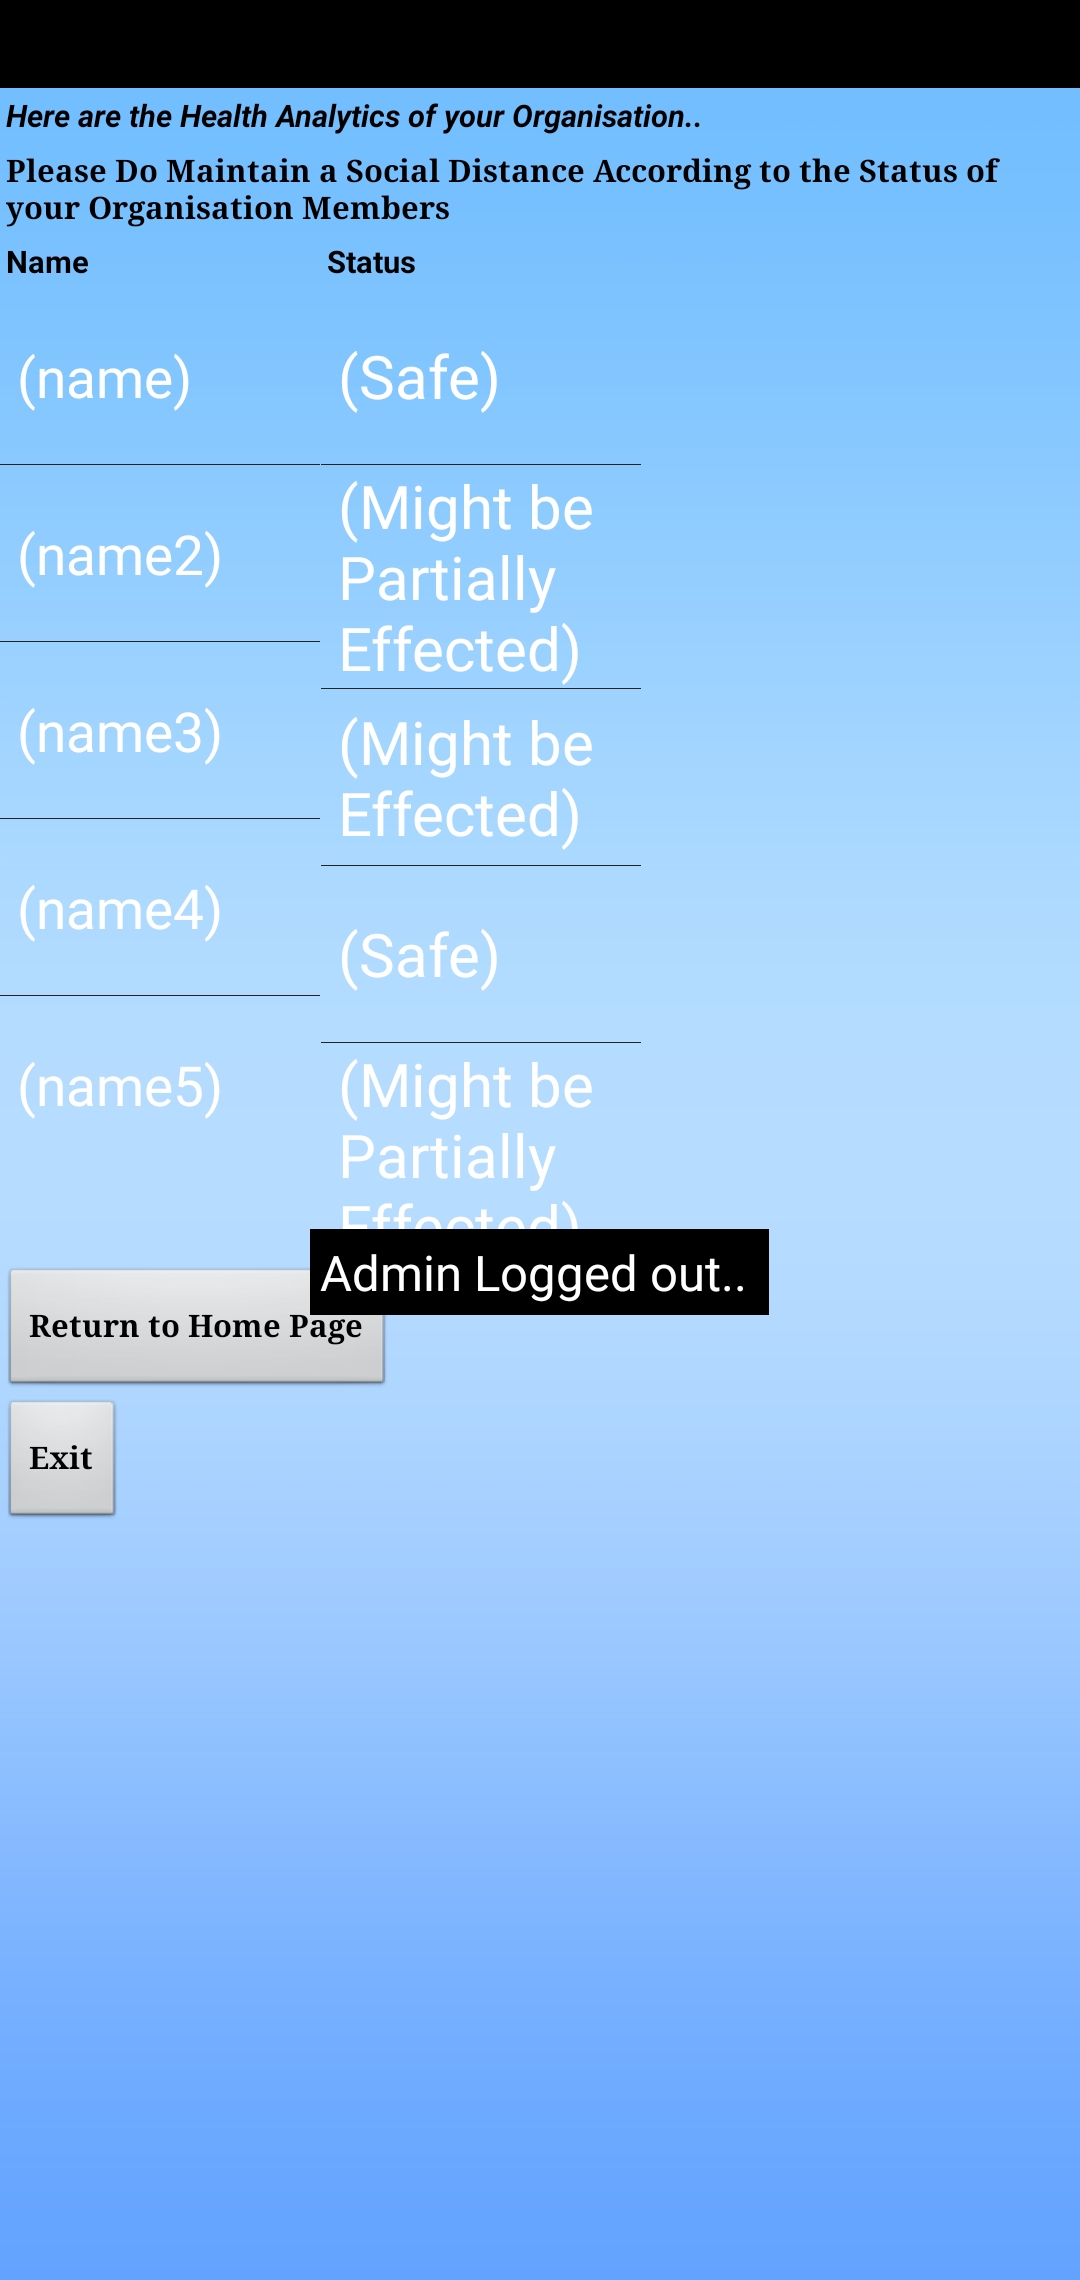 Here are the Health Analytics of your Organisation..
Please Do Maintain a Social Distance According to the Status of
your Organisation Members
Name Status
(name) (Safe)
(name2) (Might be
Partially
Effected)
(name3) (Might be
Effected)
(name4) (Safe)
(name5) (Might be
Partially
Effected)
Admin Logged out..
Return to Home Page
Exit